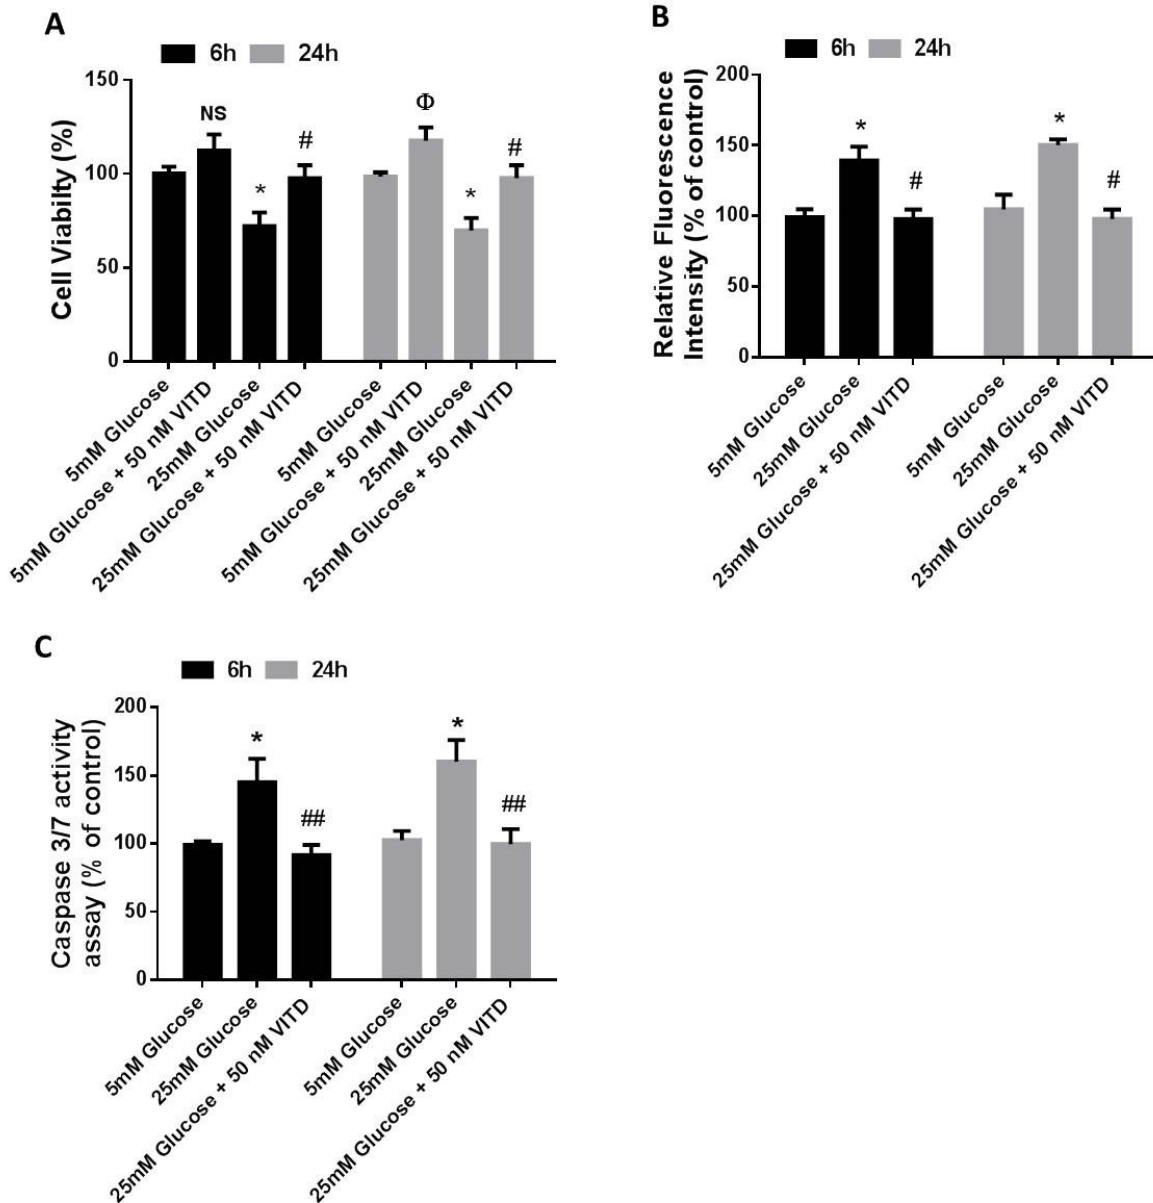 A
6h 24h
Cell Viabilty (%)
150
100
50
0
NS
*
#
Φ
*
#
5mM Glucose
5mM Glucose + 50 nM VITD
25mM Glucose
25mM Glucose + 50 nM VITD
5mM Glucose
5mM Glucose + 50 nM VITD
25mM Glucose
25mM Glucose + 50 nM VITD
B
6h 24h
Relative Fluorescence
Intensity (% of control)
200
150
100
50
0
*
#
*
#
5mM Glucose
25mM Glucose
25mM Glucose + 50 nM VITD
5mM Glucose
25mM Glucose
25mM Glucose + 50 nM VITD
C
6h 24h
Caspase 3/7 activity
assay (% of control)
200
150
100
50
0
*
##
*
##
5mM Glucose
25mM Glucose
25mM Glucose + 50 nM VITD
5mM Glucose
25mM Glucose
25mM Glucose + 50 nM VITD